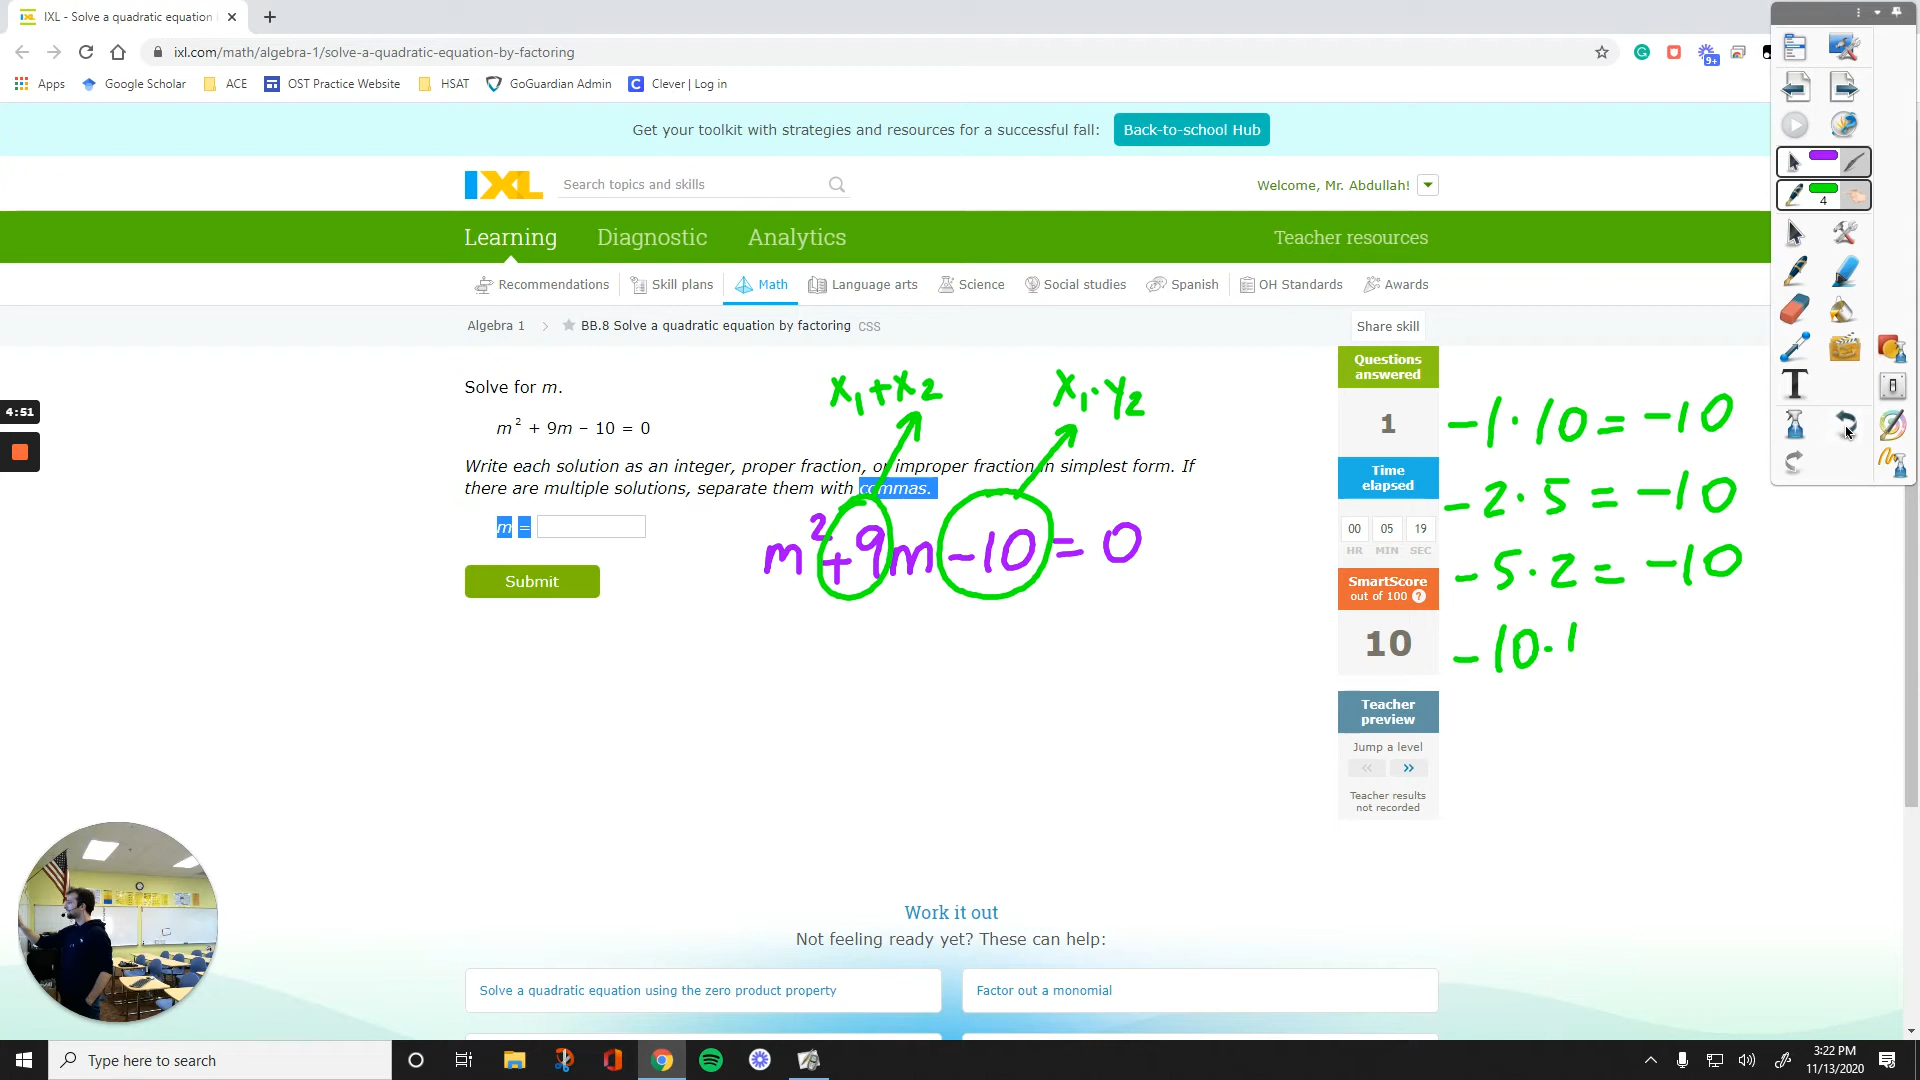 IXL - Solve a quadratic equation
ixl.com/math/algebra-1/solve-a-quadratic-equation-by-factoring
9+
Apps Google Scholar ACE OST Practice Website HSAT GoGuardian Admin Clever | Log in
Get your toolkit with strategies and resources for a successful fall: Back-to-school Hub
IXL Search topics and skills Welcome, Mr. Abdullah!
Learning Diagnostic Analytics Teacher resources
Recommendations Skill plans Math Language arts Science Social studies Spanish OH Standards Awards
Algebra 1 > BB.8 Solve a quadratic equation by factoring CSS
Share skill
4
T
4:51
Solve for m.
m² + 9m − 10 = 0
Write each solution as an integer, proper fraction, or improper fraction in simplest form. If
there are multiple solutions, separate them with commas.
m =
Submit
x₁+x₂
x₁·y₂
m²+9m-10=0
Questions
answered
1
Time
elapsed
00 05 19
HR MIN SEC
SmartScore
out of 100 ?
10
Teacher
preview
Jump a level
<< >>
Teacher results
not recorded
-1·10=-10
-2·5=-10
-5·2=-10
-10·1
Work it out
Not feeling ready yet? These can help:
Solve a quadratic equation using the zero product property
Factor out a monomial
Type here to search
3:22 PM
11/13/2020